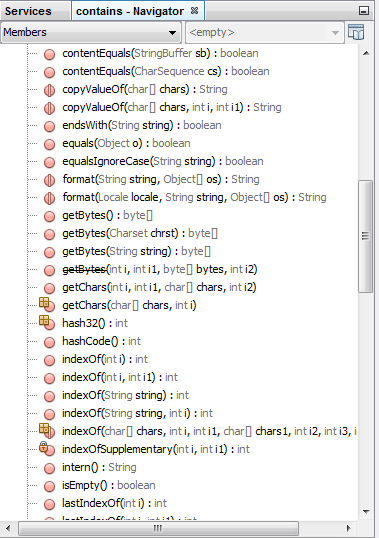 Services contains - Navigator
Members <empty>
contentEquals(StringBuffer sb) : boolean
contentEquals(CharSequence cs) : boolean
copyValueOf(char[] chars) : String
copyValueOf(char[] chars, int i, int i1) : String
endsWith(String string) : boolean
equals(Object o) : boolean
equalsIgnoreCase(String string) : boolean
format(String string, Object[] os) : String
format(Locale locale, String string, Object[] os) : String
getBytes() : byte[]
getBytes(Charset chrst) : byte[]
getBytes(String string) : byte[]
getBytes(int i, int i1, byte[] bytes, int i2)
getChars(int i, int i1, char[] chars, int i2)
getChars(char[] chars, int i)
hash32() : int
hashCode() : int
indexOf(int i) : int
indexOf(int i, int i1) : int
indexOf(String string) : int
indexOf(String string, int i) : int
indexOf(char[] chars, int i, int i1, char[] chars1, int i2, int i3, i
indexOfSupplementary(int i, int i1) : int
intern() : String
isEmpty() : boolean
lastIndexOf(int i) : int
lastIndexOf(int i, int i1) : int